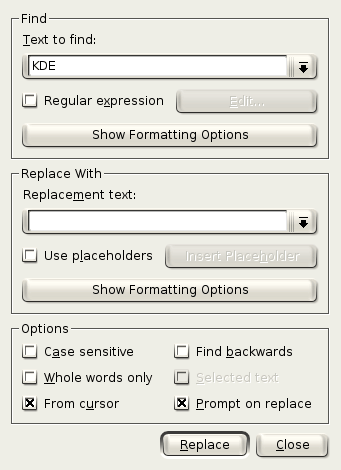 Find
Text to find:
KDE
Regular expression Edit...
Show Formatting Options
Replace With
Replacement text:
Use placeholders Insert Placeholder
Show Formatting Options
Options
Case sensitive Find backwards
Whole words only Selected text
From cursor Prompt on replace
Replace Close